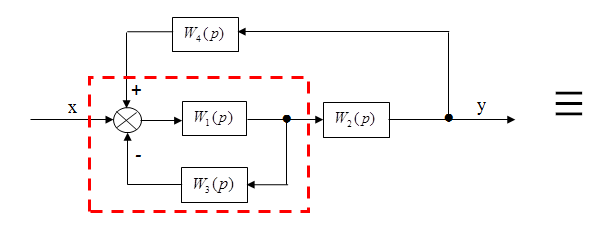 W₄(p)
+
x
W₁(p)
W₂(p)
y
≡
-
W₃(p)